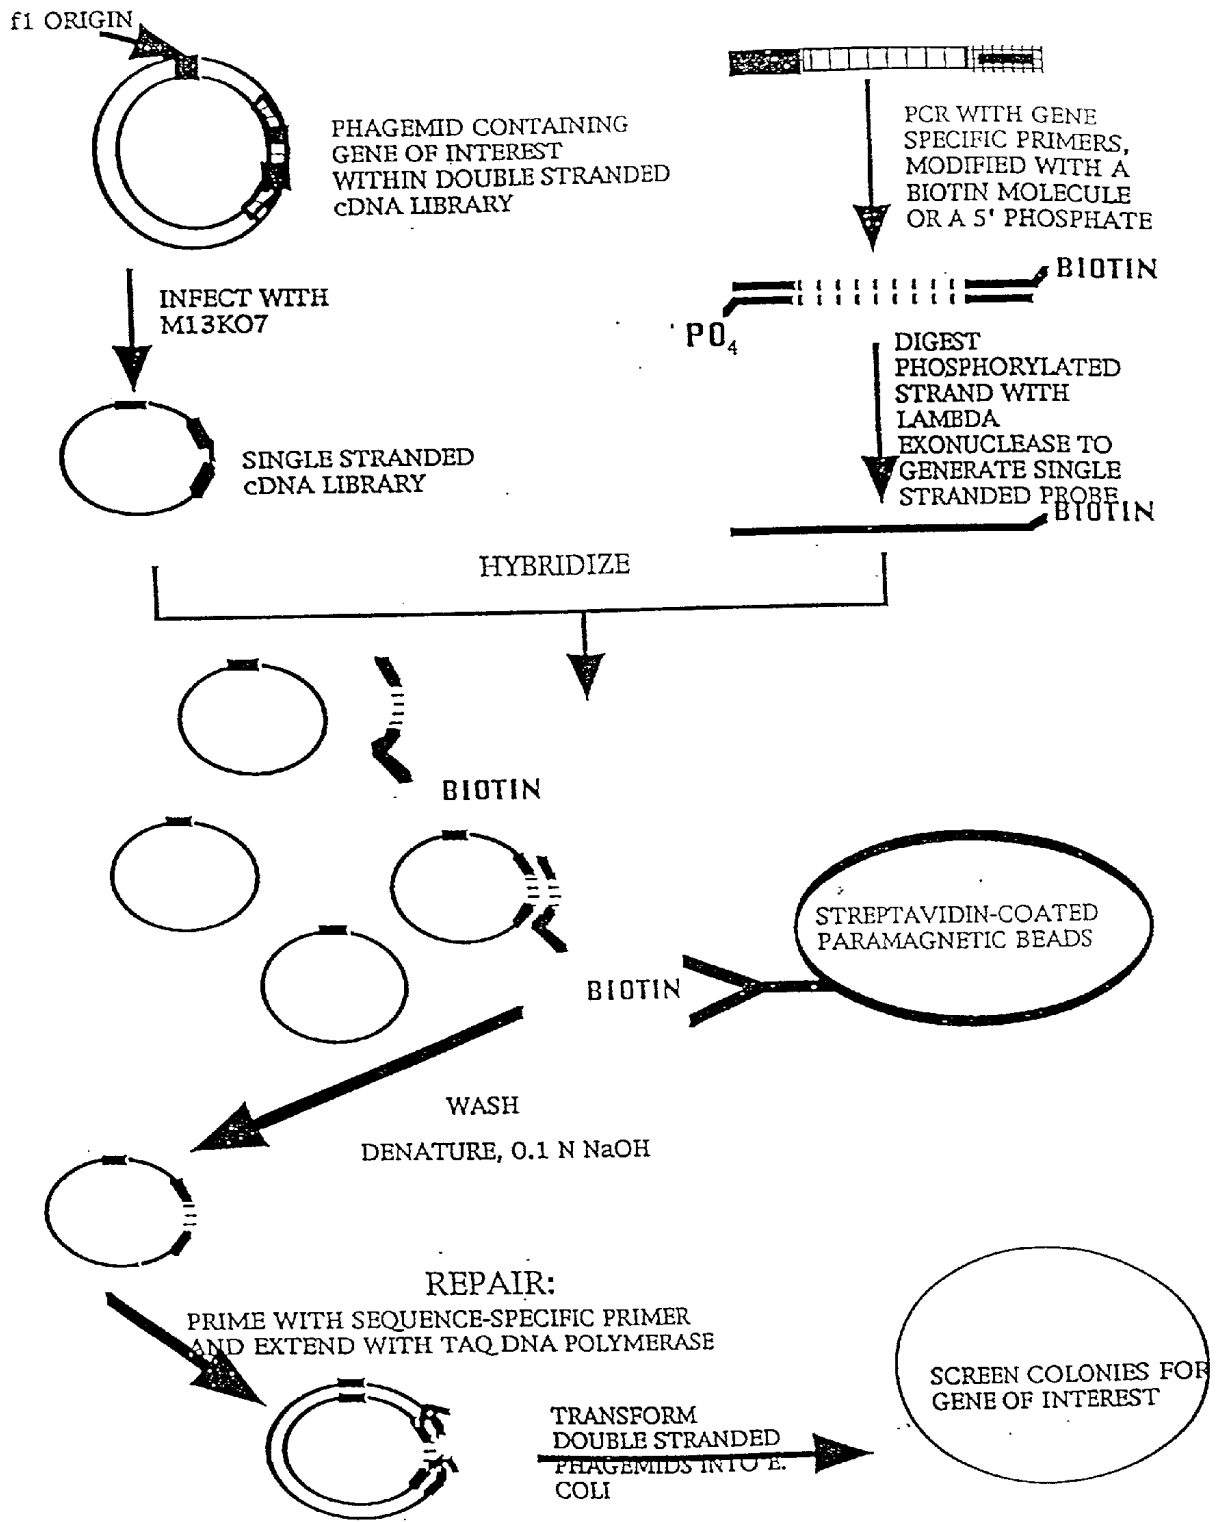 f1 ORIGIN
PHAGEMID CONTAINING
GENE OF INTEREST
WITHIN DOUBLE STRANDED
cDNA LIBRARY
PCR WITH GENE
SPECIFIC PRIMERS,
MODIFIED WITH A
BIOTIN MOLECULE
OR A 5' PHOSPHATE
INFECT WITH
M13KO7
BIOTIN
PO4
DIGEST
PHOSPHORYLATED
STRAND WITH
LAMBDA
EXONUCLEASE TO
GENERATE SINGLE
STRANDED PROBE
BIOTIN
SINGLE STRANDED
cDNA LIBRARY
HYBRIDIZE
BIOTIN
STREPTAVIDIN-COATED
PARAMAGNETIC BEADS
BIOTIN
WASH
DENATURE, 0.1 N NaOH
REPAIR:
PRIME WITH SEQUENCE-SPECIFIC PRIMER
AND EXTEND WITH TAQ DNA POLYMERASE
TRANSFORM
DOUBLE STRANDED
PHAGEMIDS INTO E.
COLI
SCREEN COLONIES FOR
GENE OF INTEREST